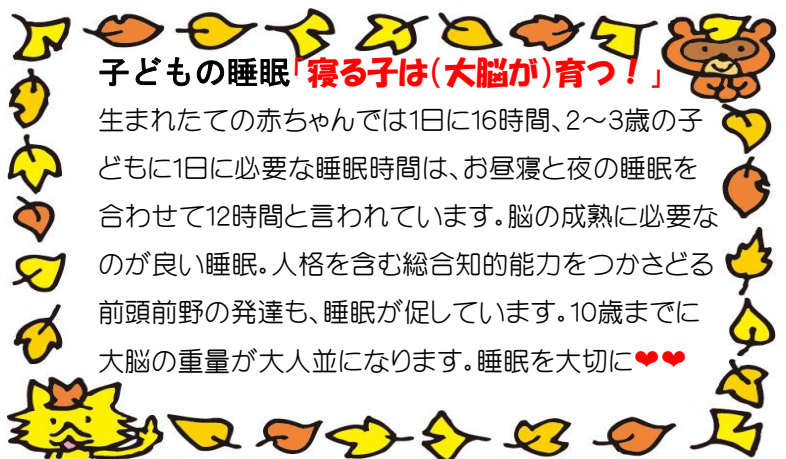 子どもの睡眠「寝る子は(大脳が)育つ!」
生まれたての赤ちゃんでは1日に16時間、2~3歳の子
どもに1日に必要な睡眠時間は、お昼寝と夜の睡眠を
合わせて12時間と言われています。脳の成熟に必要な
のが良い睡眠。人格を含む総合知的能力をつかさどる
前頭前野の発達も、睡眠が促しています。10歳までに
大脳の重量が大人並になります。睡眠を大切に❤❤